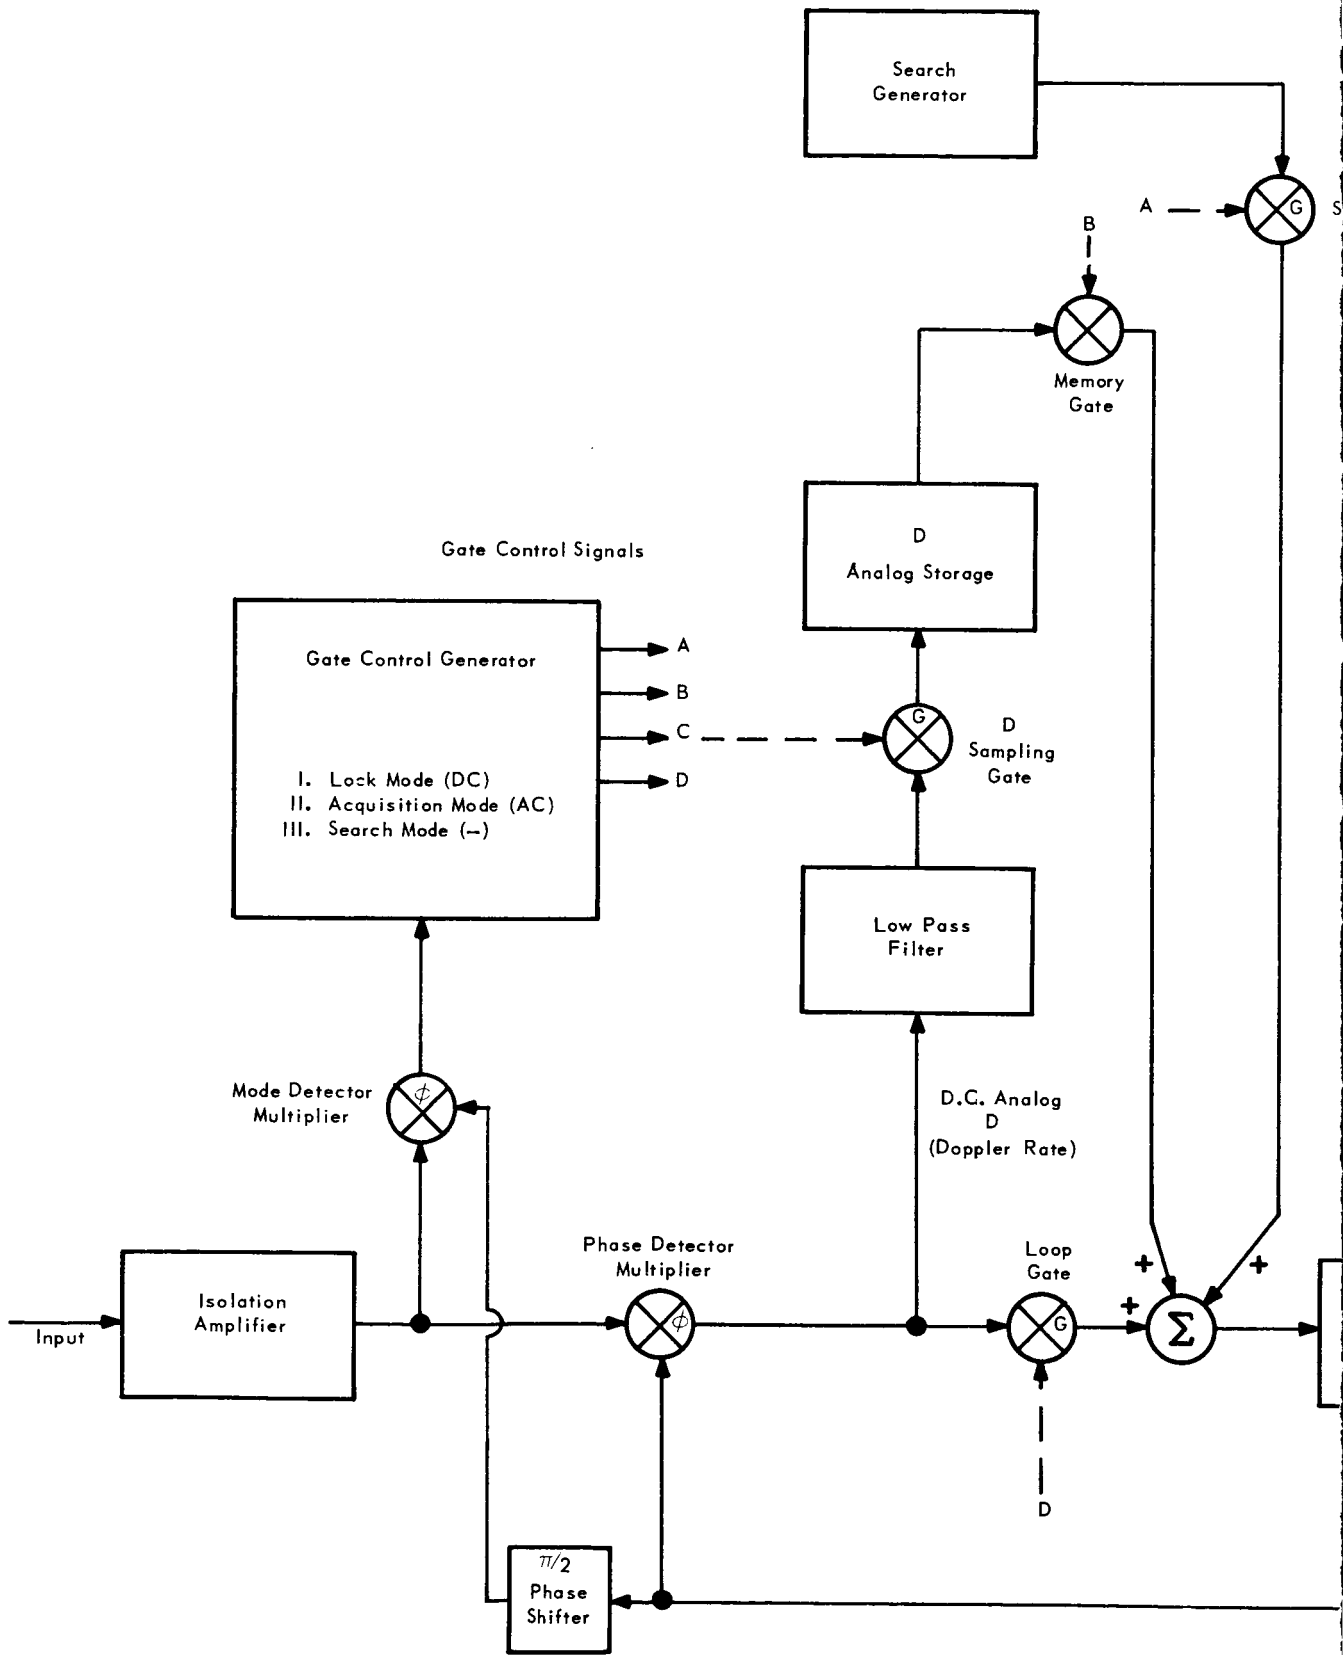 Search
Generator
A
G
S
B
Memory
Gate
D
Analog Storage
Gate Control Signals
Gate Control Generator
A
B
C
D
I. Lock Mode (DC)
II. Acquisition Mode (AC)
III. Search Mode (–)
G
D
Sampling
Gate
Low Pass
Filter
Mode Detector
Multiplier
ϕ
D.C. Analog
D
(Doppler Rate)
Phase Detector
Multiplier
Loop
Gate
+
+
+
Isolation
Amplifier
Input
ϕ
G
Σ
D
π/2
Phase
Shifter